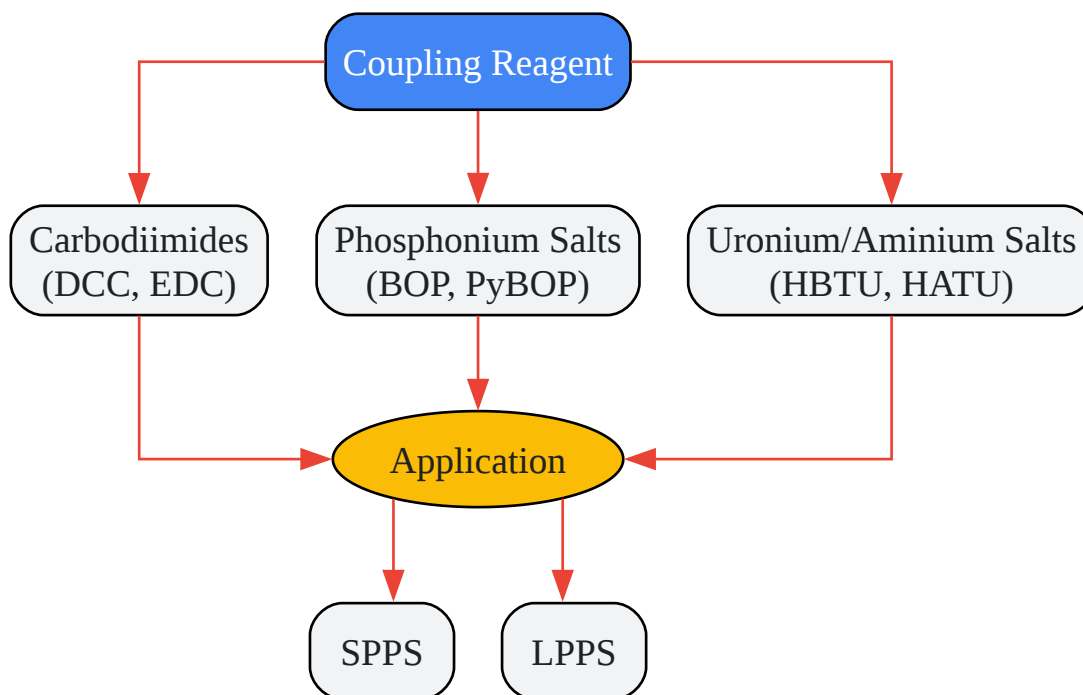 Coupling Reagent
Carbodiimides
(DCC, EDC)
Phosphonium Salts
(BOP, PyBOP)
Uronium/Aminium Salts
(HBTU, HATU)
Application
SPPS
LPPS